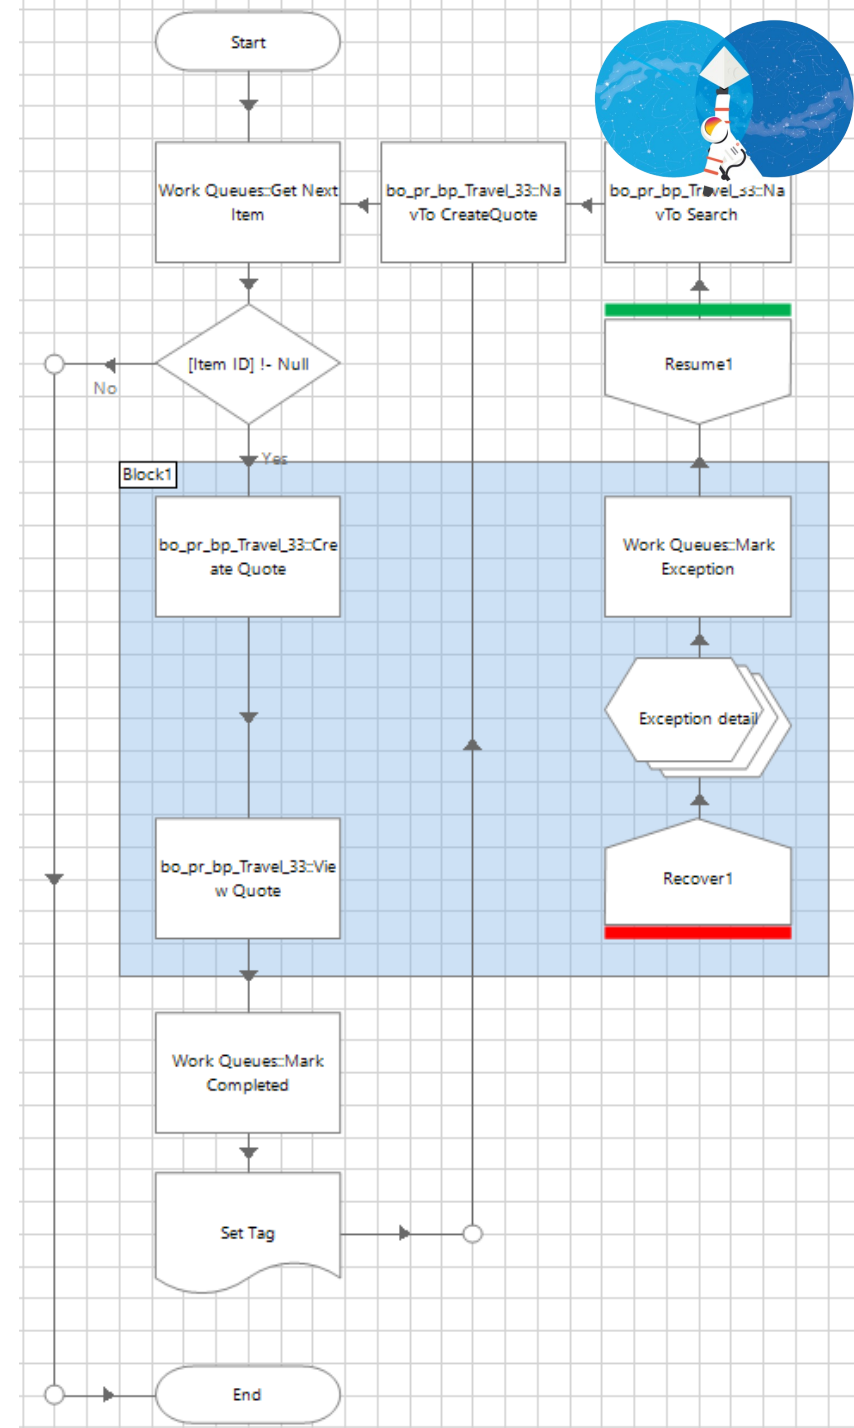 Start
Work Queues::Get Next
Item
bo_pr_bp_Travel_33::Na
vTo CreateQuote
bo_pr_bp_Travel_33::Na
vTo Search
[Item ID] !- Null
No
Yes
Resume1
Block1
bo_pr_bp_Travel_33::Cre
ate Quote
Work Queues::Mark
Exception
Exception detail
bo_pr_bp_Travel_33::Vie
w Quote
Recover1
Work Queues::Mark
Completed
Set Tag
End